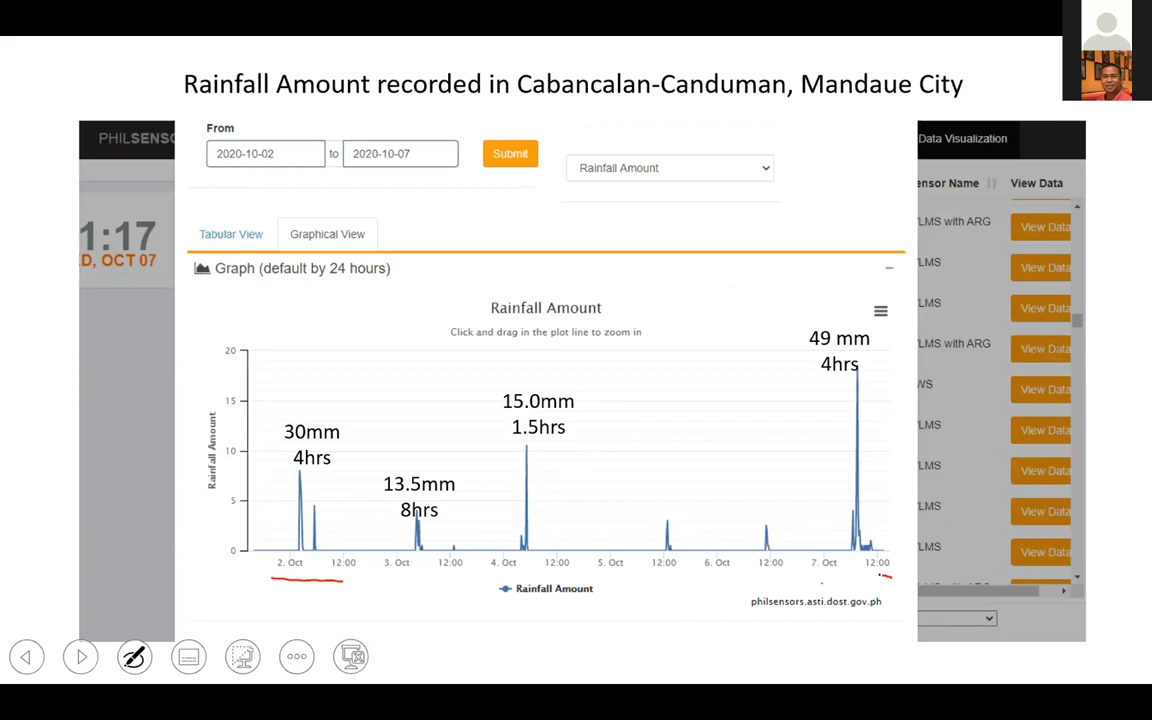 Rainfall Amount recorded in Cabancalan-Canduman, Mandaue City
PHILSENSO
1:17
D, OCT 07
From
2020-10-02 to 2020-10-07 Submit
Rainfall Amount
Tabular View Graphical View
Graph (default by 24 hours)
Rainfall Amount
Click and drag in the plot line to zoom in
Rainfall Amount
20
15
10
5
0
30mm
4hrs
13.5mm
8hrs
15.0mm
1.5hrs
49 mm
4hrs
2. Oct 12:00 3. Oct 12:00 4. Oct 12:00 5. Oct 12:00 6. Oct 12:00 7. Oct 12:00
Rainfall Amount
philsensors.asti.dost.gov.ph
Data Visualization
ensor Name View Data
LMS with ARG View Data
LMS View Data
LMS View Data
LMS with ARG View Data
WS View Data
LMS View Data
LMS View Data
LMS View Data
LMS View Data